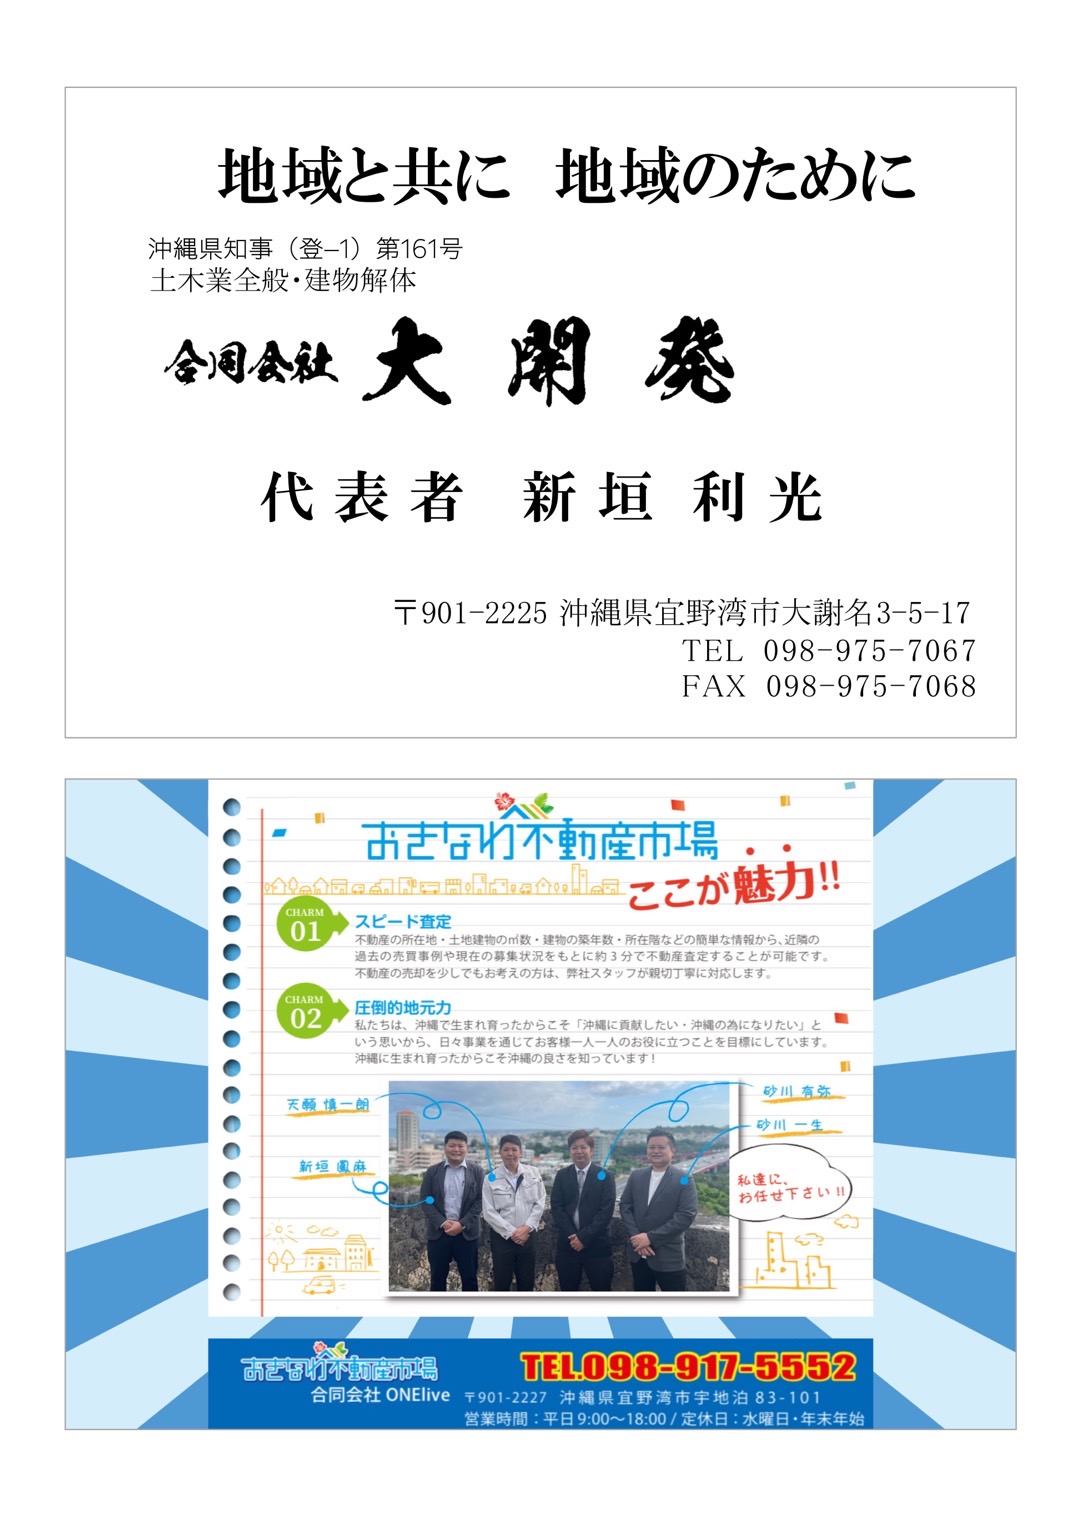 地域と共に 地域のために
沖縄県知事（登–1）第161号
土木業全般・建物解体
合同会社 大開発
代表者 新垣利光
〒901-2225 沖縄県宜野湾市大謝名3-5-17
TEL 098-975-7067
FAX 098-975-7068
おきなわ不動産市場
ここが魅力!!
CHARM
01
スピード査定
不動産の所在地・土地建物の㎡数・建物の築年数・所在階などの簡単な情報から、近隣の
過去の売買事例や現在の募集状況をもとに約3分で不動産査定することが可能です。
不動産の売却を少しでもお考えの方は、弊社スタッフが親切丁寧に対応します。
CHARM
02
圧倒的地元力
私たちは、沖縄で生まれ育ったからこそ「沖縄に貢献したい・沖縄の為になりたい」と
いう思いから、日々事業を通じてお客様一人一人のお役に立つことを目標にしています。
沖縄に生まれ育ったからこそ沖縄の良さを知っています！
天願 慎一朗
砂川 有弥
砂川 一生
新垣 鳳麻
私達に、
お任せ下さい!!
おきなわ不動産市場
合同会社 ONElive
TEL.098-917-5552
〒901-2227 沖縄県宜野湾市宇地泊 83-101
営業時間：平日 9:00～18:00 / 定休日：水曜日・年末年始